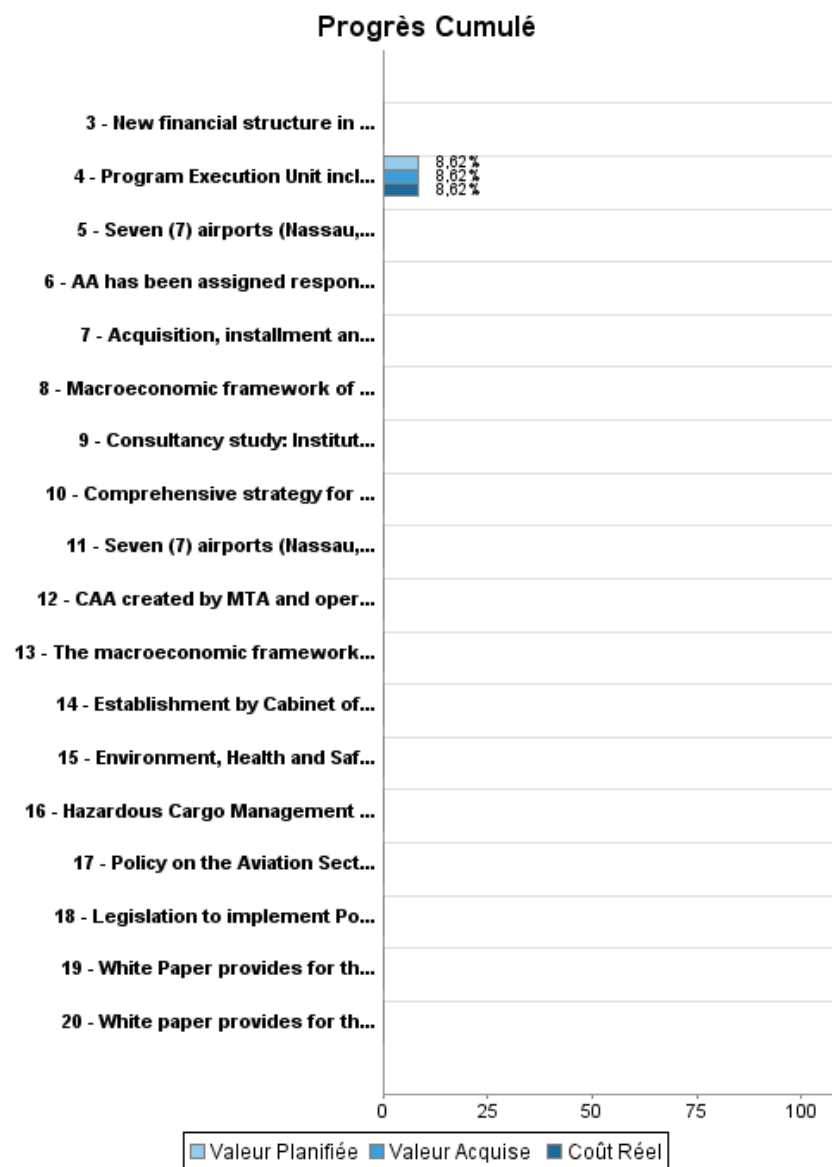 Progrès Cumulé
3 - New financial structure in ...
4 - Program Execution Unit incl...
8,62%
8,62%
8,62%
5 - Seven (7) airports (Nassau,...
6 - AA has been assigned respon...
7 - Acquisition, installment an...
8 - Macroeconomic framework of ...
9 - Consultancy study: Institut...
10 - Comprehensive strategy for ...
11 - Seven (7) airports (Nassau,...
12 - CAA created by MTA and oper...
13 - The macroeconomic framework...
14 - Establishment by Cabinet of...
15 - Environment, Health and Saf...
16 - Hazardous Cargo Management ...
17 - Policy on the Aviation Sect...
18 - Legislation to implement Po...
19 - White Paper provides for th...
20 - White paper provides for th...
0 25 50 75 100
Valeur Planifiée Valeur Acquise Coût Réel